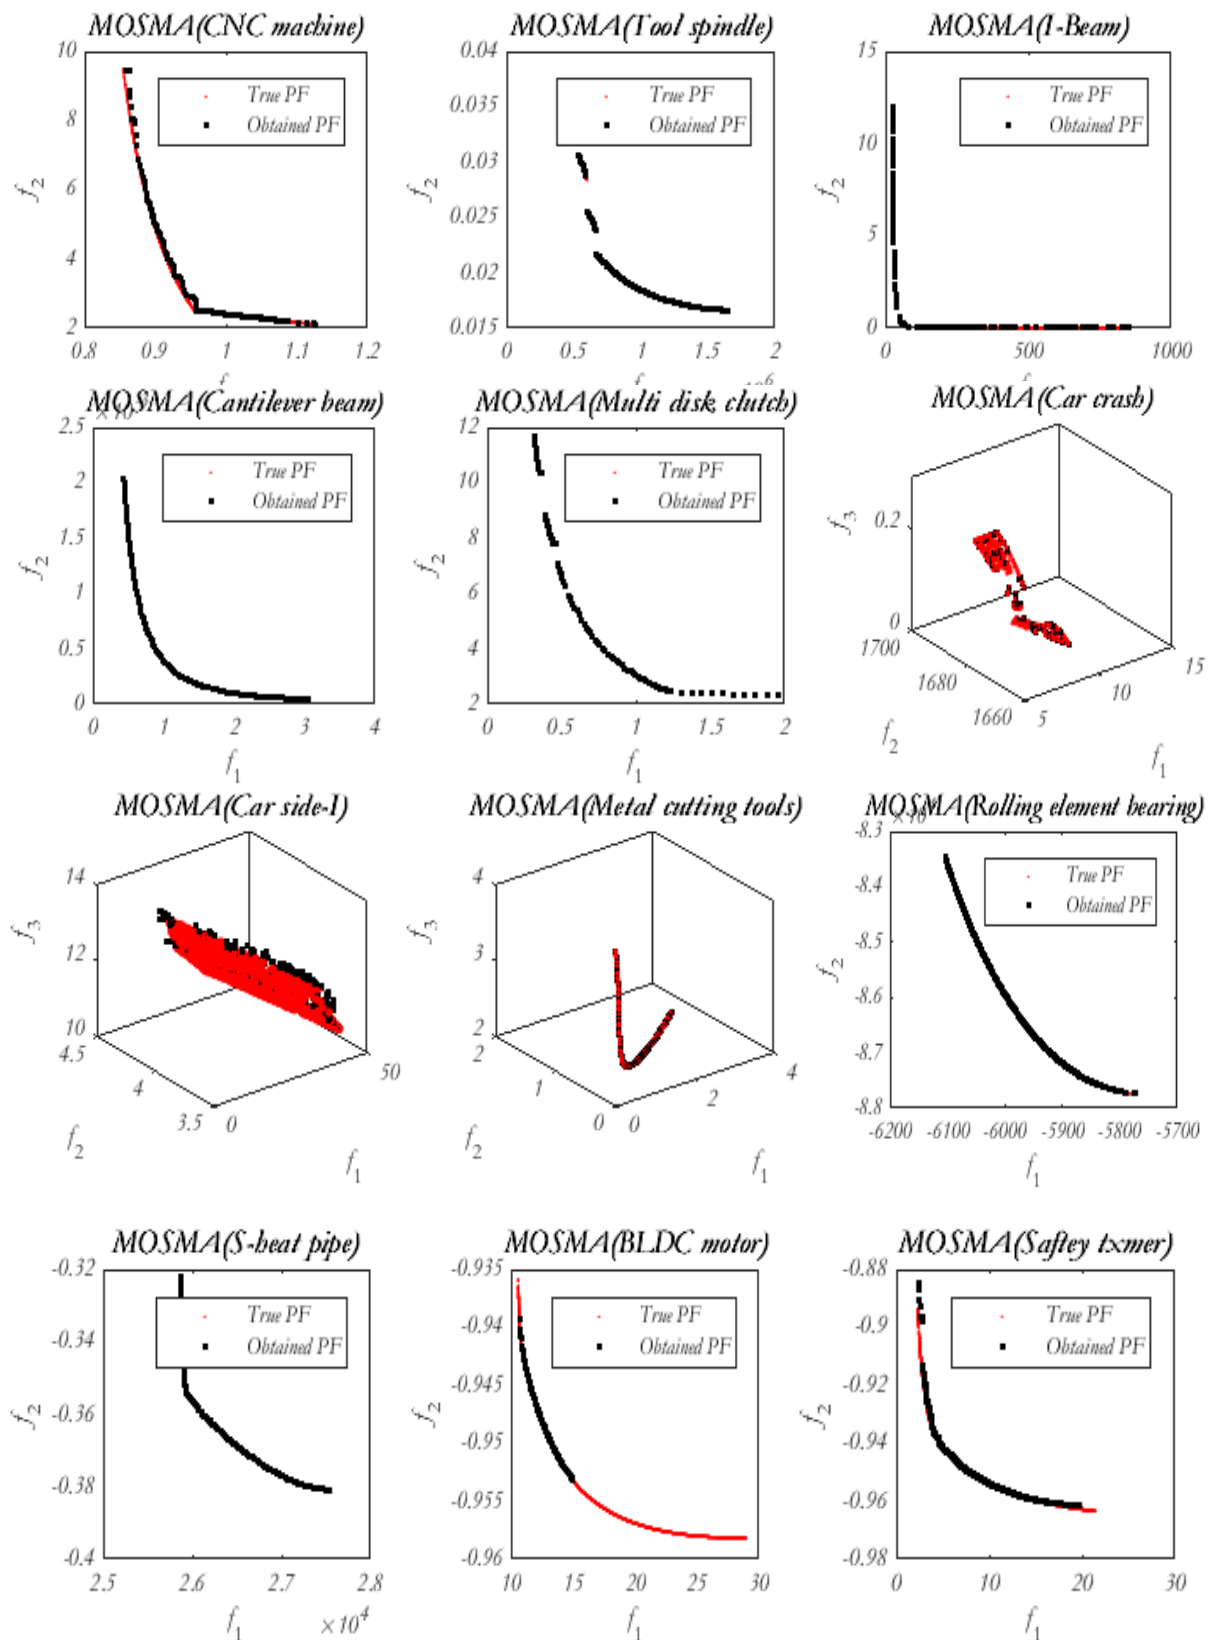 MOSMA(CNC machine)
10
8
6
4
2
f2
0.8 0.9 1 1.1 1.2
True PF
Obtained PF
MOSMA(Tool spindle)
0.04
0.035
0.03
0.025
0.02
0.015
f2
0 0.5 1 1.5 2
True PF
Obtained PF
MOSMA(I-Beam)
15
10
5
0
f2
0 500 1000
True PF
Obtained PF
MOSMA(Cantilever beam)
2.5
2
1.5
1
0.5
0
f2
0 1 2 3 4
f1
True PF
Obtained PF
MOSMA(Multi disk clutch)
12
10
8
6
4
2
f2
0 0.5 1 1.5 2
f1
True PF
Obtained PF
MOSMA(Car crash)
f3
0.2
0
1700
1680
1660
f2
5
10
15
f1
MOSMA(Car side-I)
14
12
10
f3
4.5
4
3.5
f2
0
50
f1
MOSMA(Metal cutting tools)
4
3
2
f3
2
1
0
f2
0
2
4
f1
MOSMA(Rolling element bearing)
-8.3
-8.4
-8.5
-8.6
-8.7
-8.8
f2
-6200 -6100 -6000 -5900 -5800 -5700
f1
True PF
Obtained PF
MOSMA(S-heat pipe)
-0.32
-0.34
-0.36
-0.38
-0.4
f2
2.5 2.6 2.7 2.8
f1 ×10^4
True PF
Obtained PF
MOSMA(BLDC motor)
-0.935
-0.94
-0.945
-0.95
-0.955
-0.96
f2
10 15 20 25 30
f1
True PF
Obtained PF
MOSMA(Saftey txmer)
-0.88
-0.9
-0.92
-0.94
-0.96
-0.98
f2
0 10 20 30
f1
True PF
Obtained PF